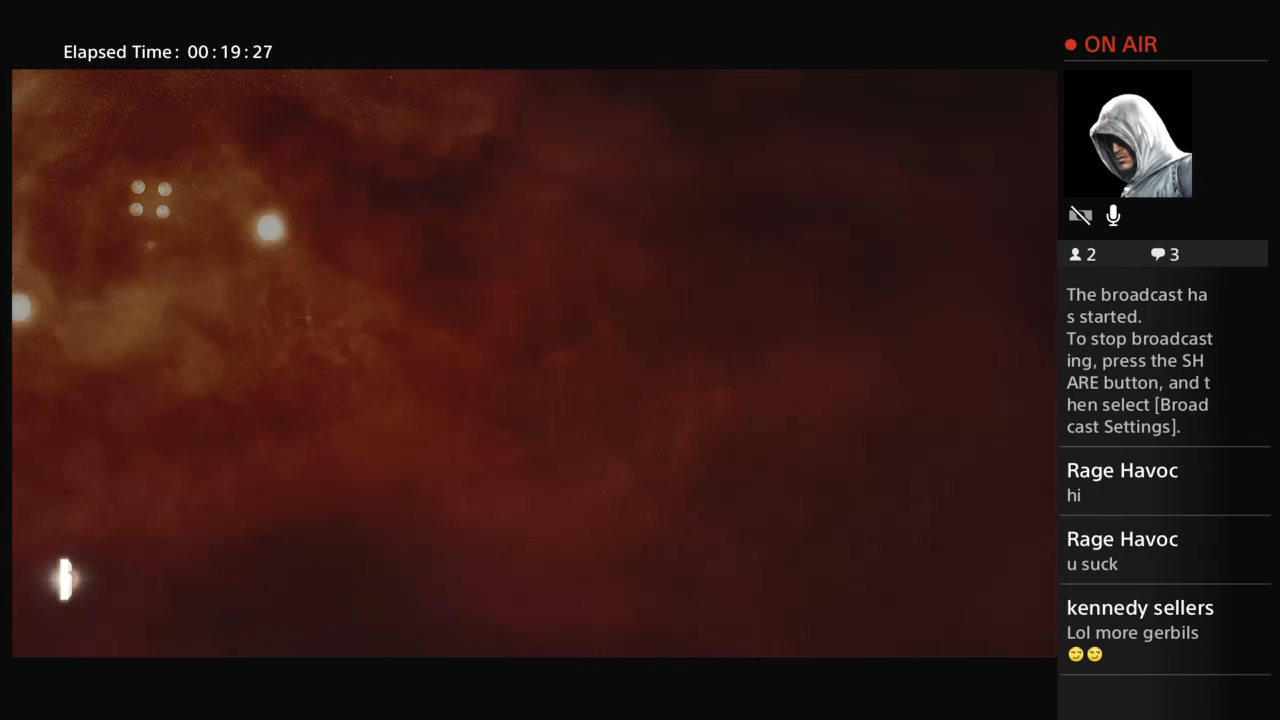 Elapsed Time: 00:19:27
ON AIR
2 3
The broadcast ha
s started.
To stop broadcast
ing, press the SH
ARE button, and t
hen select [Broad
cast Settings].
Rage Havoc
hi
Rage Havoc
u suck
kennedy sellers
Lol more gerbils
😏😏